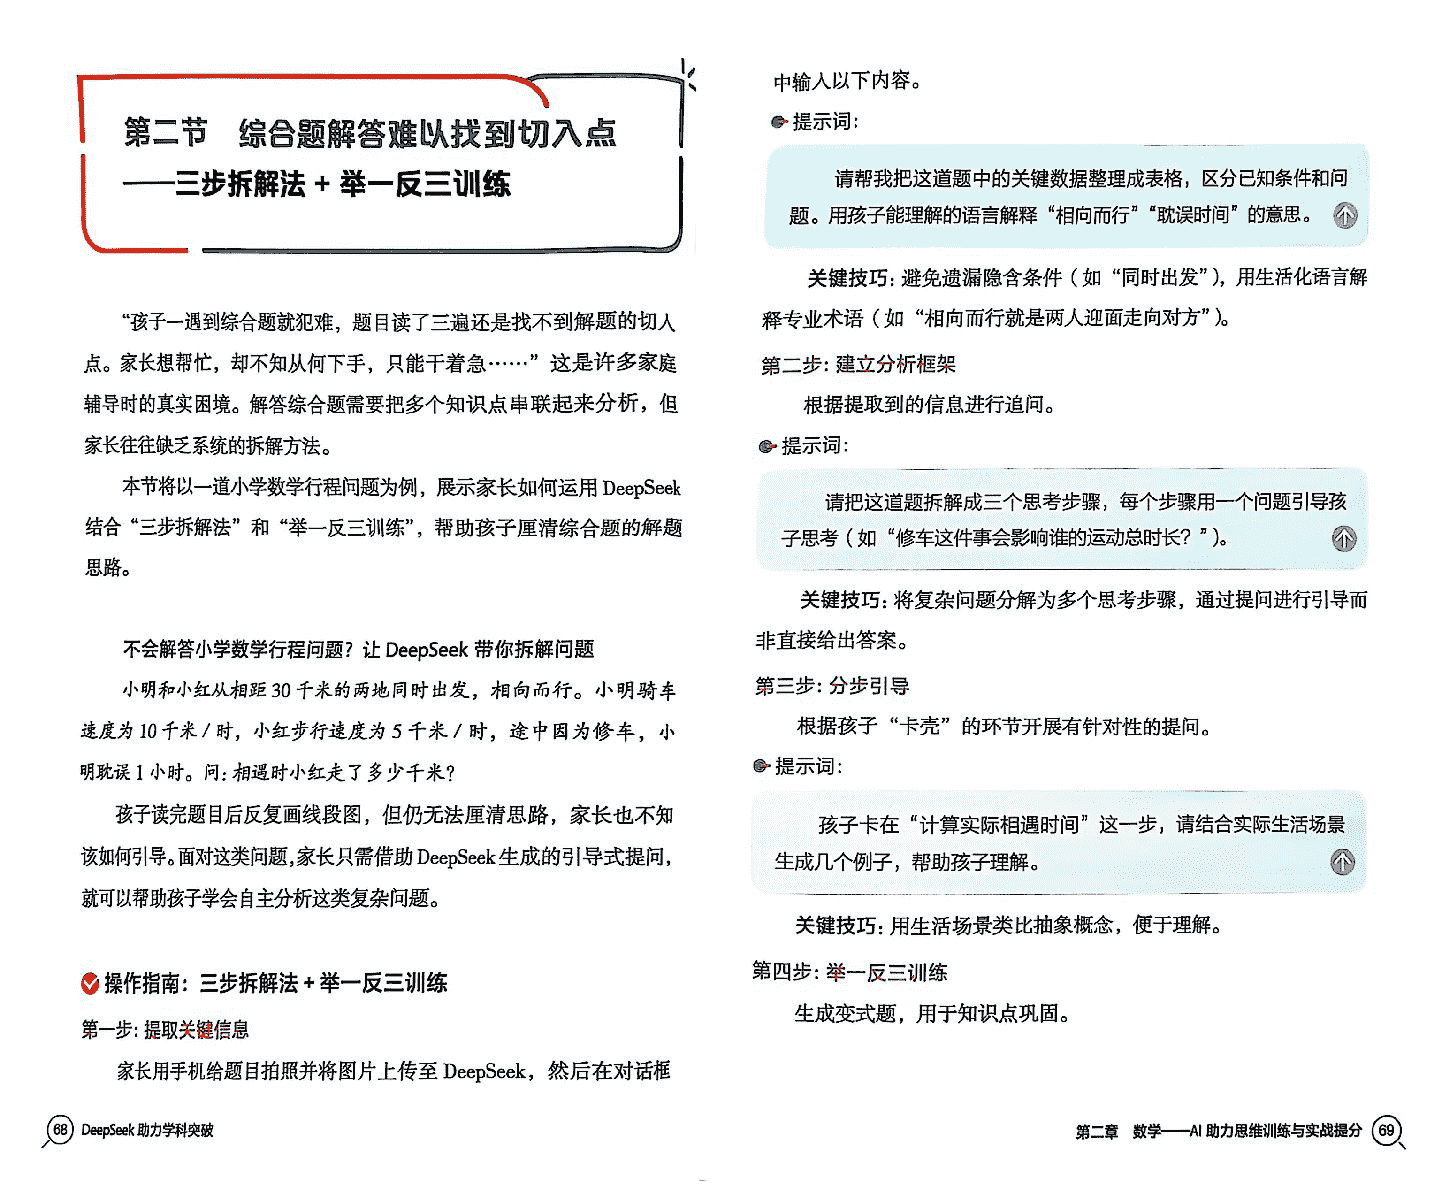 第二节 综合题解答难以找到切入点
——三步拆解法 + 举一反三训练
“孩子一遇到综合题就犯难，题目读了三遍还是找不到解题的切入
点。家长想帮忙，却不知从何下手，只能干着急……”这是许多家庭
辅导时的真实困境。解答综合题需要把多个知识点串联起来分析，但
家长往往缺乏系统的拆解方法。
本节将以一道小学数学行程问题为例，展示家长如何运用 DeepSeek
结合“三步拆解法”和“举一反三训练”，帮助孩子厘清综合题的解题
思路。
不会解答小学数学行程问题？让 DeepSeek 带你拆解问题
小明和小红从相距 30 千米的两地同时出发，相向而行。小明骑车
速度为 10 千米 / 时，小红步行速度为 5 千米 / 时，途中因为修车，小
明耽误 1 小时。问：相遇时小红走了多少千米？
孩子读完题目后反复画线段图，但仍无法厘清思路，家长也不知
该如何引导。面对这类问题，家长只需借助 DeepSeek 生成的引导式提问，
就可以帮助孩子学会自主分析这类复杂问题。
操作指南：三步拆解法 + 举一反三训练
第一步：提取关键信息
家长用手机给题目拍照并将图片上传至 DeepSeek，然后在对话框
68 DeepSeek 助力学科突破
中输入以下内容。
提示词：
请帮我把这道题中的关键数据整理成表格，区分已知条件和问
题。用孩子能理解的语言解释“相向而行”“耽误时间”的意思。
关键技巧：避免遗漏隐含条件（如“同时出发”），用生活化语言解
释专业术语（如“相向而行就是两人迎面走向对方”）。
第二步：建立分析框架
根据提取到的信息进行追问。
提示词：
请把这道题拆解成三个思考步骤，每个步骤用一个问题引导孩
子思考（如“修车这件事会影响谁的运动总时长？”）。
关键技巧：将复杂问题分解为多个思考步骤，通过提问进行引导而
非直接给出答案。
第三步：分步引导
根据孩子“卡壳”的环节开展有针对性的提问。
提示词：
孩子卡在“计算实际相遇时间”这一步，请结合实际生活场景
生成几个例子，帮助孩子理解。
关键技巧：用生活场景类比抽象概念，便于理解。
第四步：举一反三训练
生成变式题，用于知识点巩固。
第二章 数学——AI 助力思维训练与实战提分 69